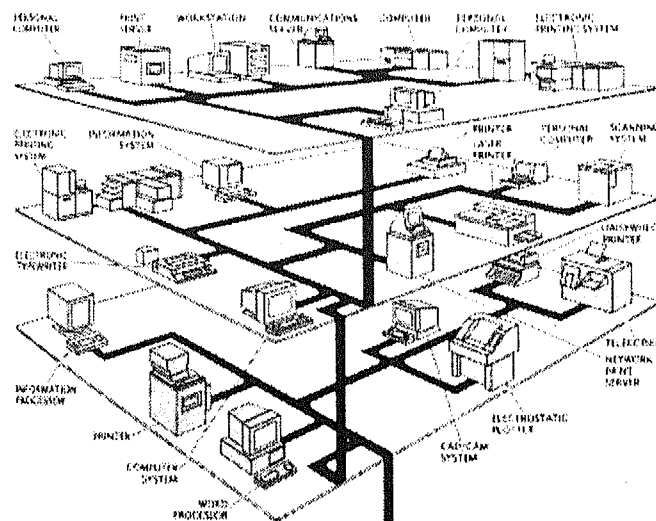 PERSONAL
COMPUTER
PRINT
SERVER
WORKSTATION
COMMUNICATIONS
SERVER
COMPUTER
PERSONAL
COMPUTER
ELECTRONIC
PRINTING SYSTEM
ELECTRONIC
PRINTING
SYSTEM
INFORMATION
SYSTEM
PRINTER
LASER
PRINTER
PERSONAL
COMPUTER
SCANNING
SYSTEM
ELECTRONIC
TYPEWRITER
DAISYWHEEL
PRINTER
INFORMATION
PROCESSOR
PRINTER
COMPUTER
SYSTEM
WORD
PROCESSOR
CAD/CAM
SYSTEM
ELECTROSTATIC
PLOTTER
NETWORK
PRINT
SERVER